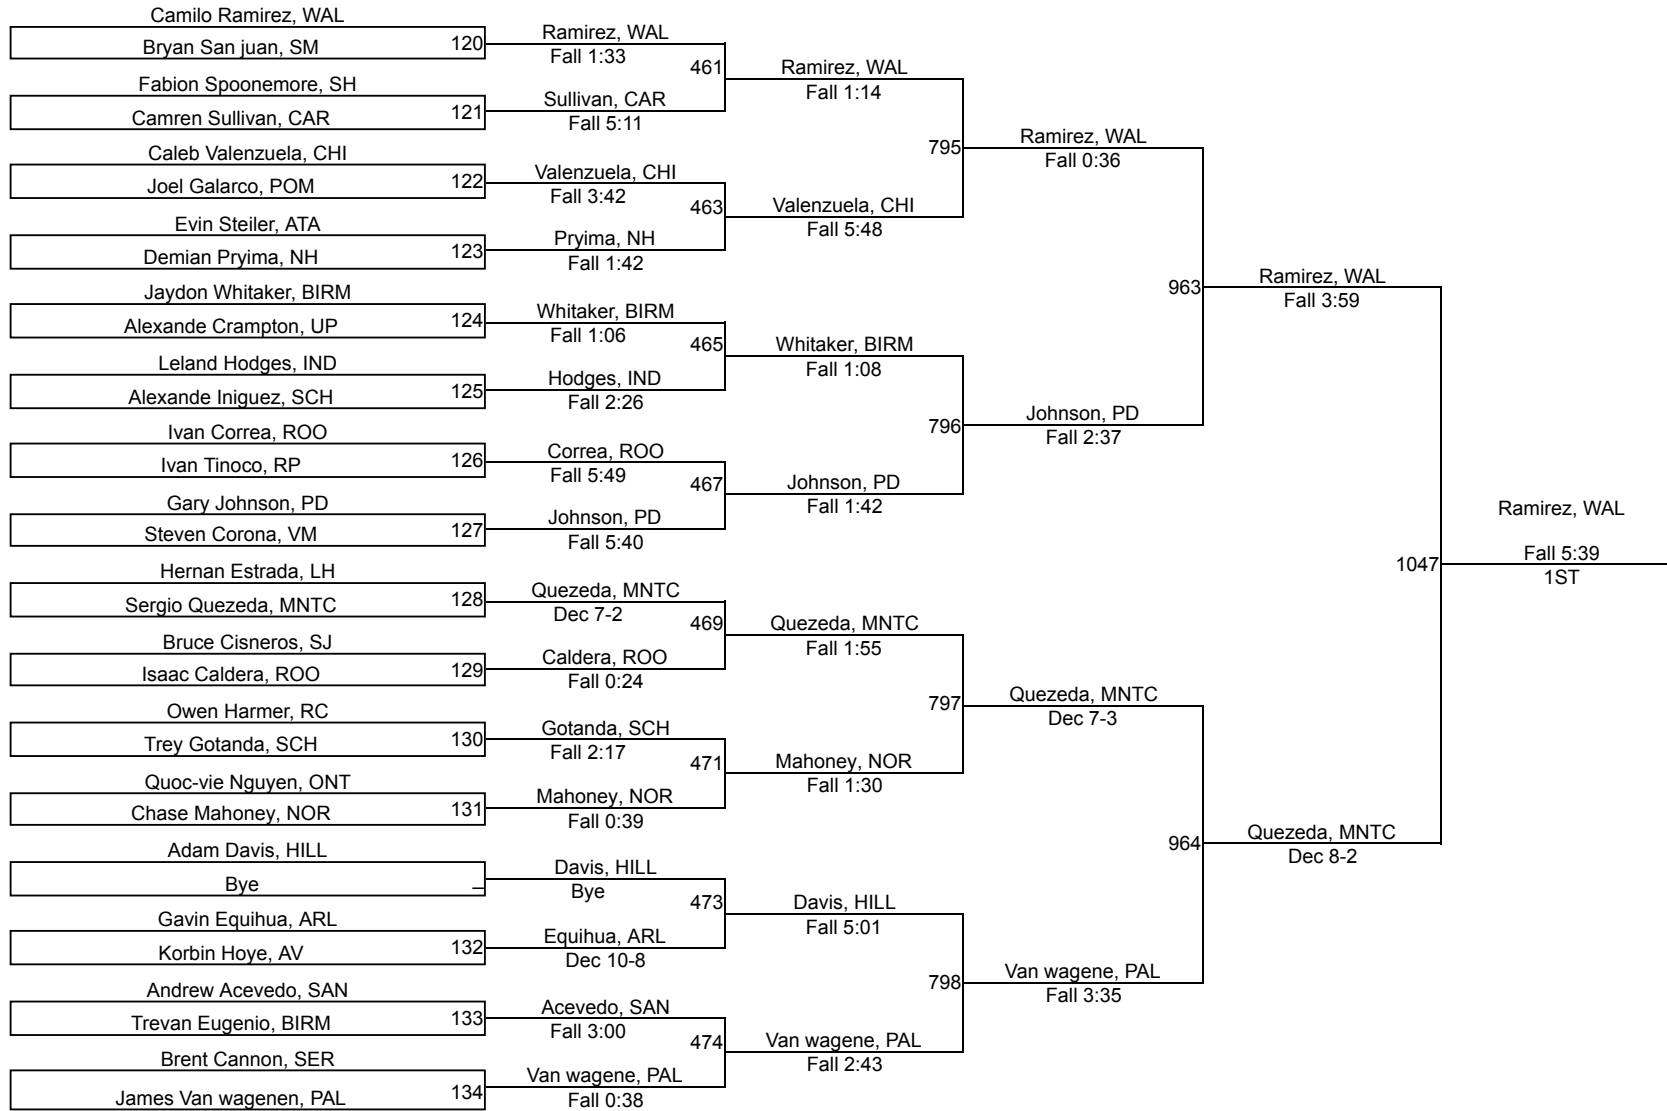 Camilo Ramirez, WAL
Bryan San juan, SM
120
Fabion Spoonemore, SH
Camren Sullivan, CAR
121
Caleb Valenzuela, CHI
Joel Galarco, POM
122
Evin Steiler, ATA
Demian Pryima, NH
123
Jaydon Whitaker, BIRM
Alexande Crampton, UP
124
Leland Hodges, IND
Alexande Iniguez, SCH
125
Ivan Correa, ROO
Ivan Tinoco, RP
126
Gary Johnson, PD
Steven Corona, VM
127
Hernan Estrada, LH
Sergio Quezeda, MNTC
128
Bruce Cisneros, SJ
Isaac Caldera, ROO
129
Owen Harmer, RC
Trey Gotanda, SCH
130
Quoc-vie Nguyen, ONT
Chase Mahoney, NOR
131
Adam Davis, HILL
Bye
_
Gavin Equihua, ARL
Korbin Hoye, AV
132
Andrew Acevedo, SAN
Trevan Eugenio, BIRM
133
Brent Cannon, SER
James Van wagenen, PAL
134
Ramirez, WAL
Fall 1:33
461
Sullivan, CAR
Fall 5:11
Valenzuela, CHI
Fall 3:42
463
Pryima, NH
Fall 1:42
Whitaker, BIRM
Fall 1:06
465
Hodges, IND
Fall 2:26
Correa, ROO
Fall 5:49
467
Johnson, PD
Fall 5:40
Quezeda, MNTC
Dec 7-2
469
Caldera, ROO
Fall 0:24
Gotanda, SCH
Fall 2:17
471
Mahoney, NOR
Fall 0:39
Davis, HILL
Bye
473
Equihua, ARL
Dec 10-8
Acevedo, SAN
Fall 3:00
474
Van wagene, PAL
Fall 0:38
Ramirez, WAL
Fall 1:14
795
Valenzuela, CHI
Fall 5:48
Whitaker, BIRM
Fall 1:08
796
Johnson, PD
Fall 1:42
Quezeda, MNTC
Fall 1:55
797
Mahoney, NOR
Fall 1:30
Davis, HILL
Fall 5:01
798
Van wagene, PAL
Fall 2:43
Ramirez, WAL
Fall 0:36
963
Johnson, PD
Fall 2:37
Quezeda, MNTC
Dec 7-3
964
Van wagene, PAL
Fall 3:35
Ramirez, WAL
Fall 3:59
1047
Quezeda, MNTC
Dec 8-2
Ramirez, WAL
Fall 5:39
1ST